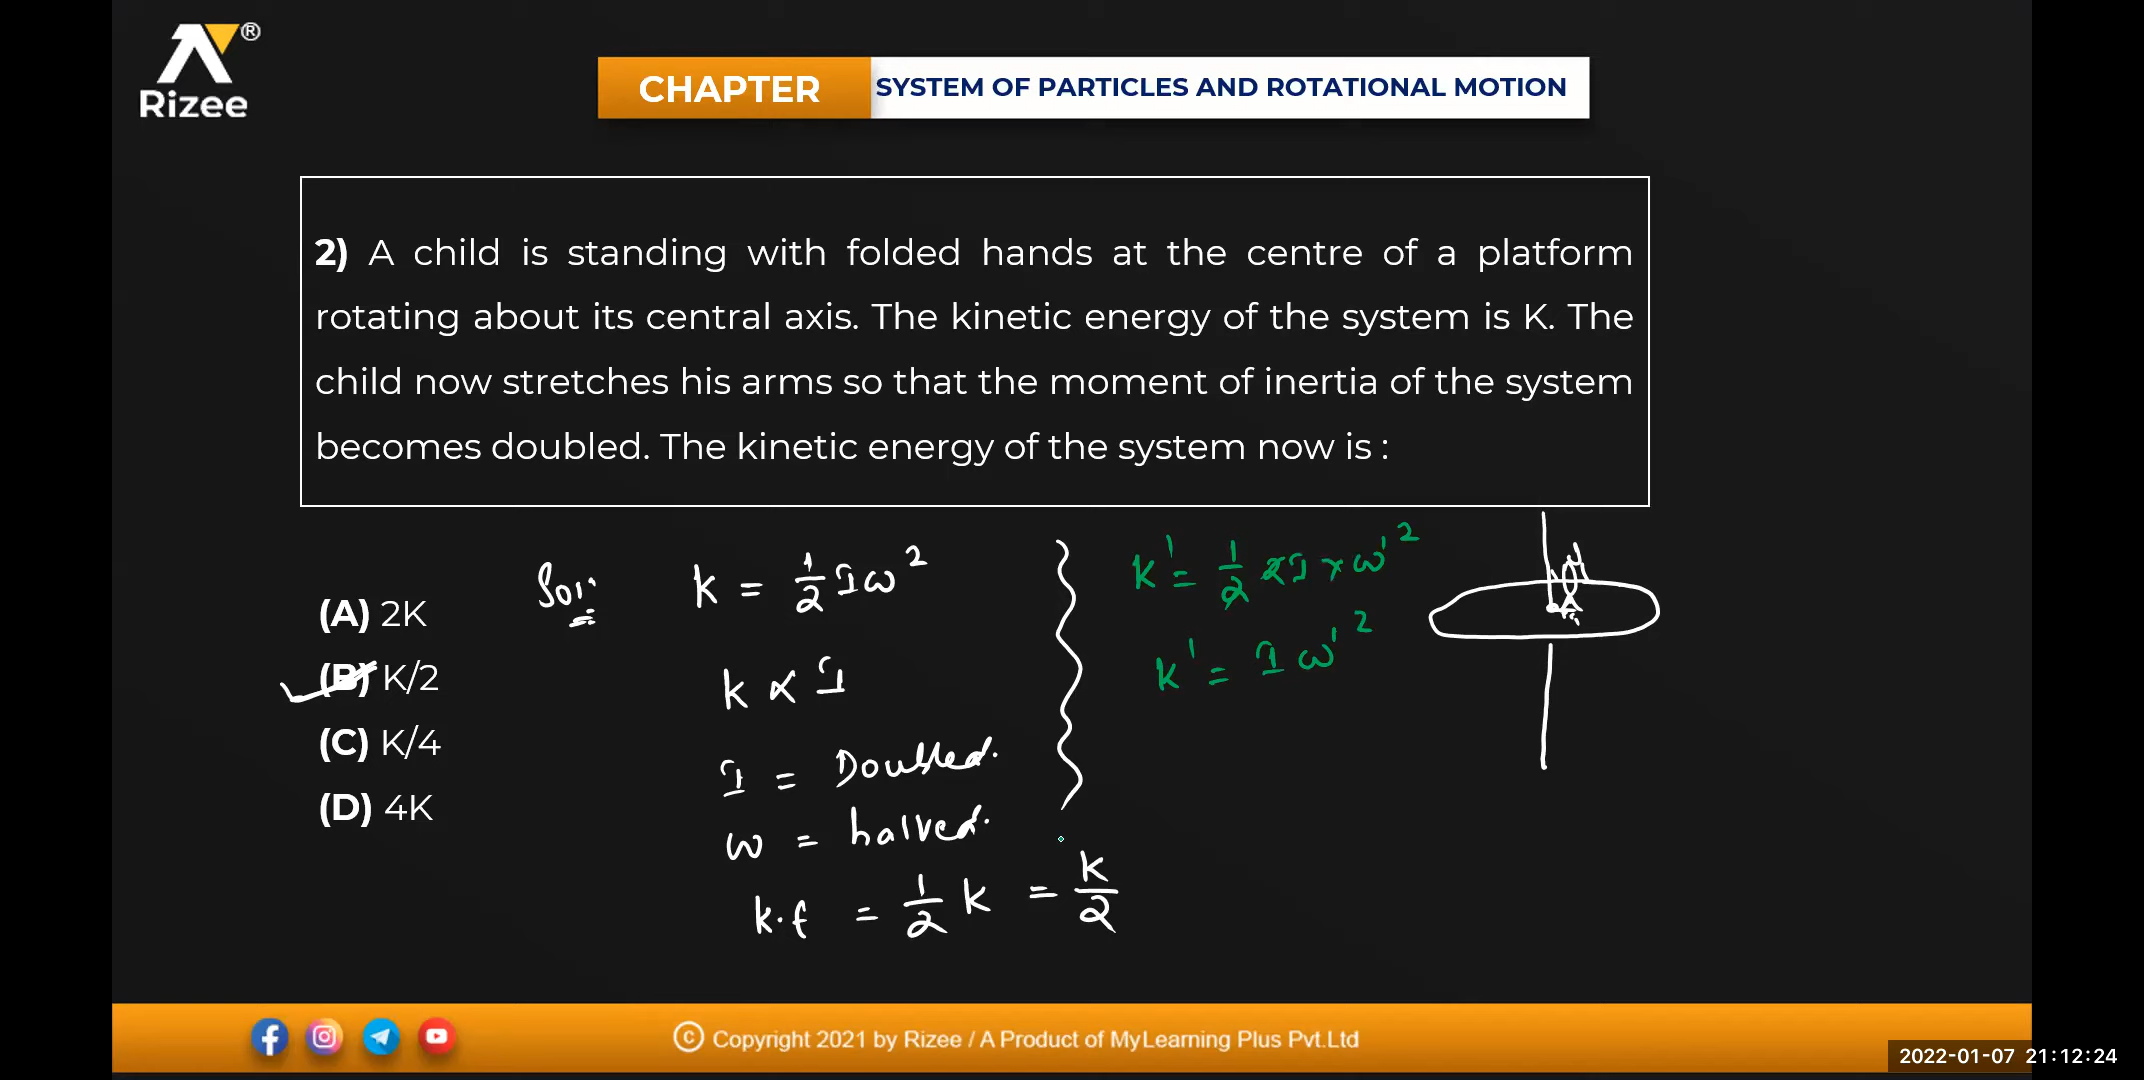 Rizee ®
CHAPTER SYSTEM OF PARTICLES AND ROTATIONAL MOTION
2) A child is standing with folded hands at the centre of a platform
rotating about its central axis. The kinetic energy of the system is K. The
child now stretches his arms so that the moment of inertia of the system
becomes doubled. The kinetic energy of the system now is :
(A) 2K
(B) K/2
(C) K/4
(D) 4K
Sol:
k = 1/2 I ω²
k ∝ I
I = Doubled.
ω = halved.
k.f = 1/2 k = k/2
k' = 1/2 2I × ω'²
k' = I ω'²
© Copyright 2021 by Rizee / A Product of MyLearning Plus Pvt.Ltd
2022-01-07 21:12:24